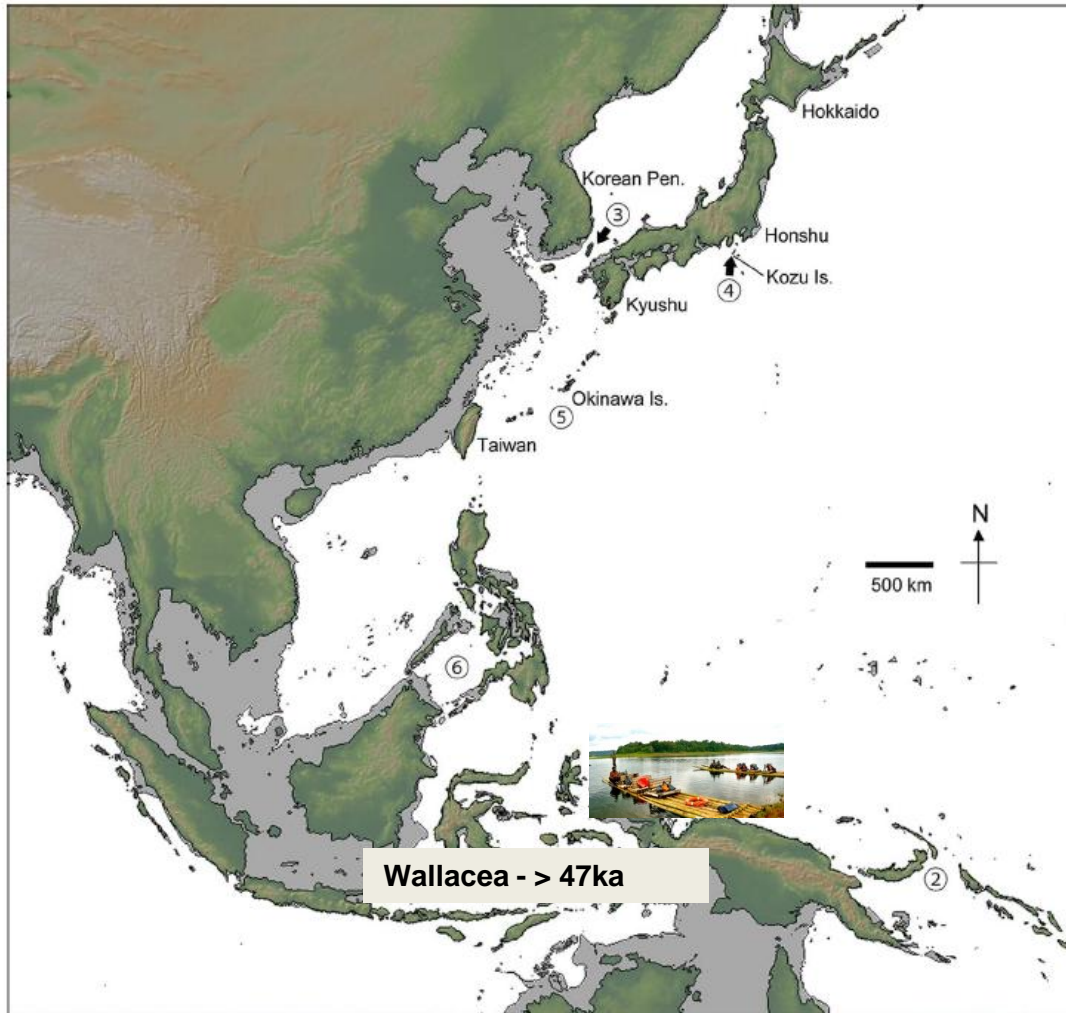 Hokkaido
Korean Pen.
③
Honshu
Kozu Is.
④
Kyushu
Okinawa Is.
⑤
Taiwan
N
500 km
⑥
Wallacea - > 47ka
②